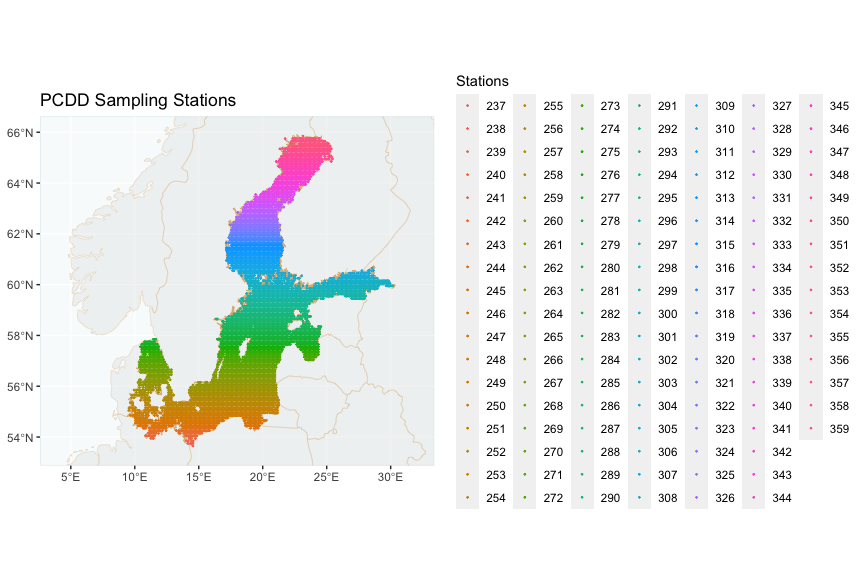 PCDD Sampling Stations
66°N
64°N
62°N
60°N
58°N
56°N
54°N
5°E 10°E 15°E 20°E 25°E 30°E
Stations
237 255 273 291 309 327 345
238 256 274 292 310 328 346
239 257 275 293 311 329 347
240 258 276 294 312 330 348
241 259 277 295 313 331 349
242 260 278 296 314 332 350
243 261 279 297 315 333 351
244 262 280 298 316 334 352
245 263 281 299 317 335 353
246 264 282 300 318 336 354
247 265 283 301 319 337 355
248 266 284 302 320 338 356
249 267 285 303 321 339 357
250 268 286 304 322 340 358
251 269 287 305 323 341 359
252 270 288 306 324 342
253 271 289 307 325 343
254 272 290 308 326 344